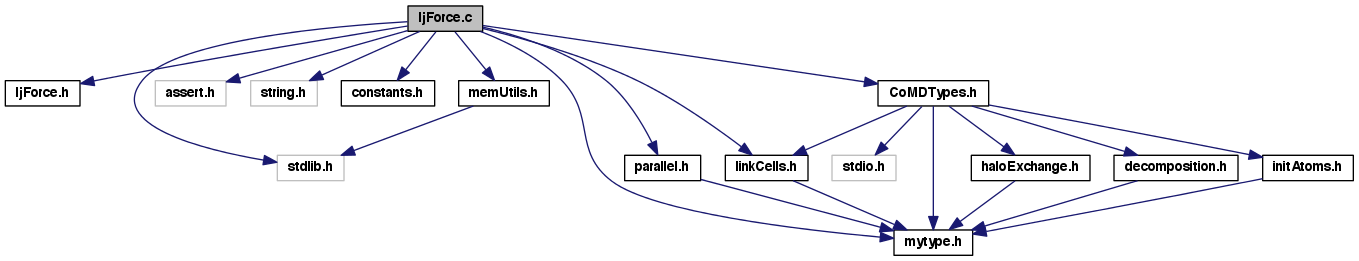 ljForce.c
ljForce.h
assert.h
string.h
constants.h
memUtils.h
CoMDTypes.h
stdlib.h
parallel.h
linkCells.h
stdio.h
haloExchange.h
decomposition.h
initAtoms.h
mytype.h